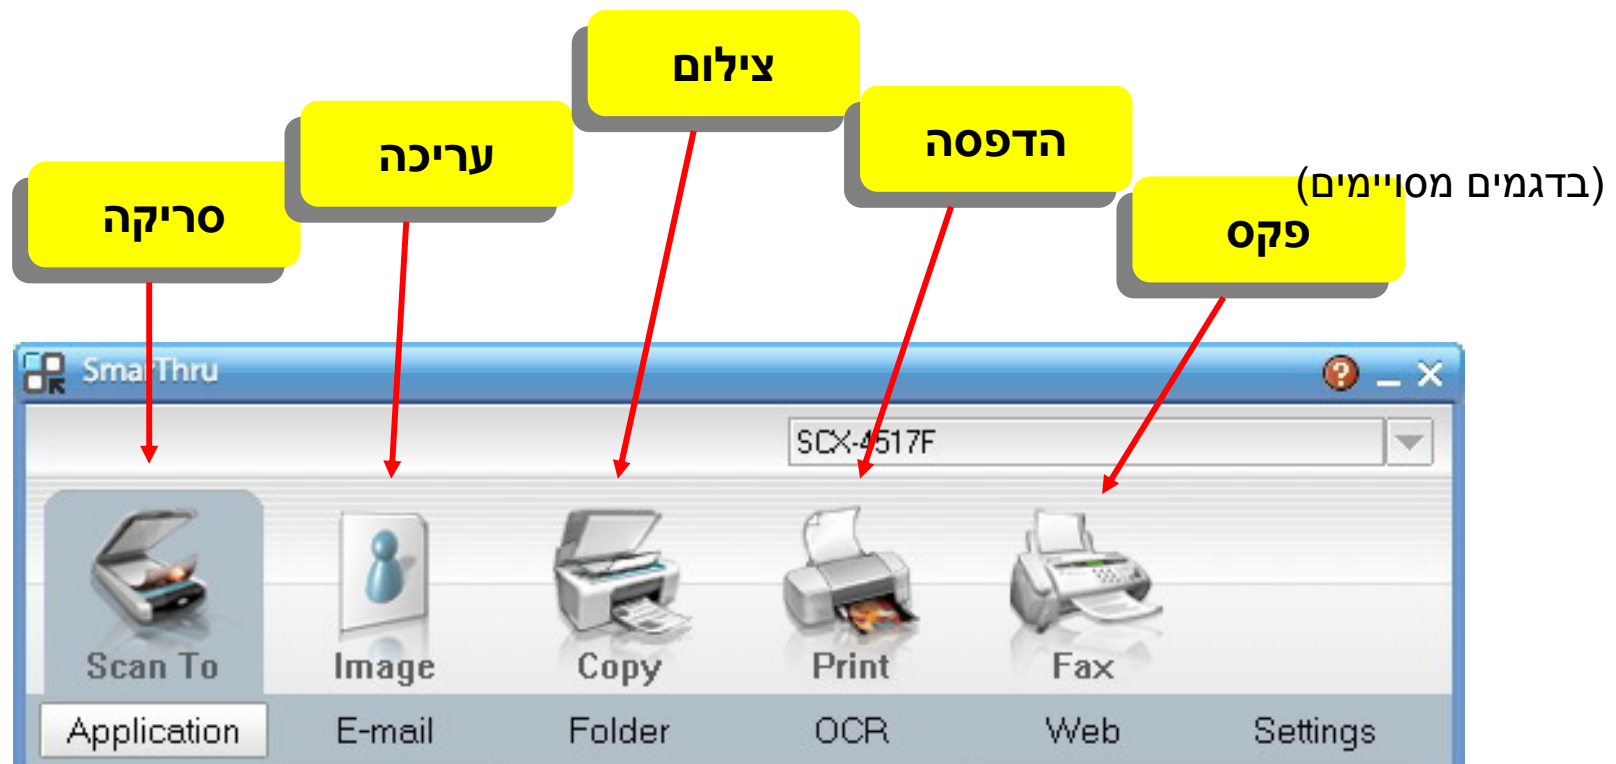 צילום
הדפסה
עריכה
(בדגמים מסויימים)
סריקה
פקס
SmarThru
SCX-4517F
Scan To
Image
Copy
Print
Fax
Application
E-mail
Folder
OCR
Web
Settings